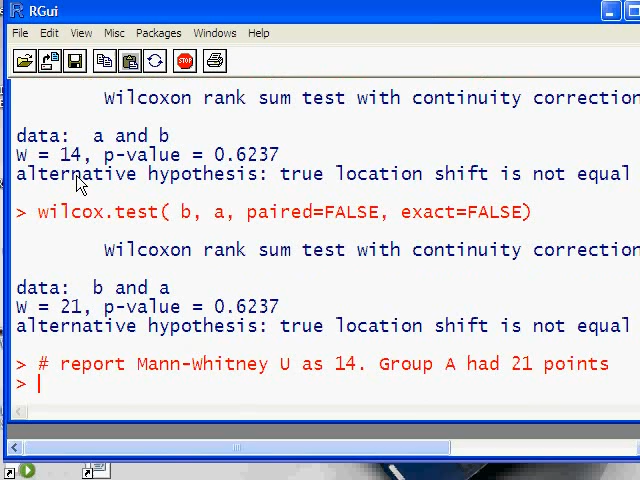 RGui
File Edit View Misc Packages Windows Help
STOP
Wilcoxon rank sum test with continuity correction
data: a and b
W = 14, p-value = 0.6237
alternative hypothesis: true location shift is not equal
> wilcox.test( b, a, paired=FALSE, exact=FALSE)
Wilcoxon rank sum test with continuity correction
data: b and a
W = 21, p-value = 0.6237
alternative hypothesis: true location shift is not equal
> # report Mann-Whitney U as 14. Group A had 21 points
>